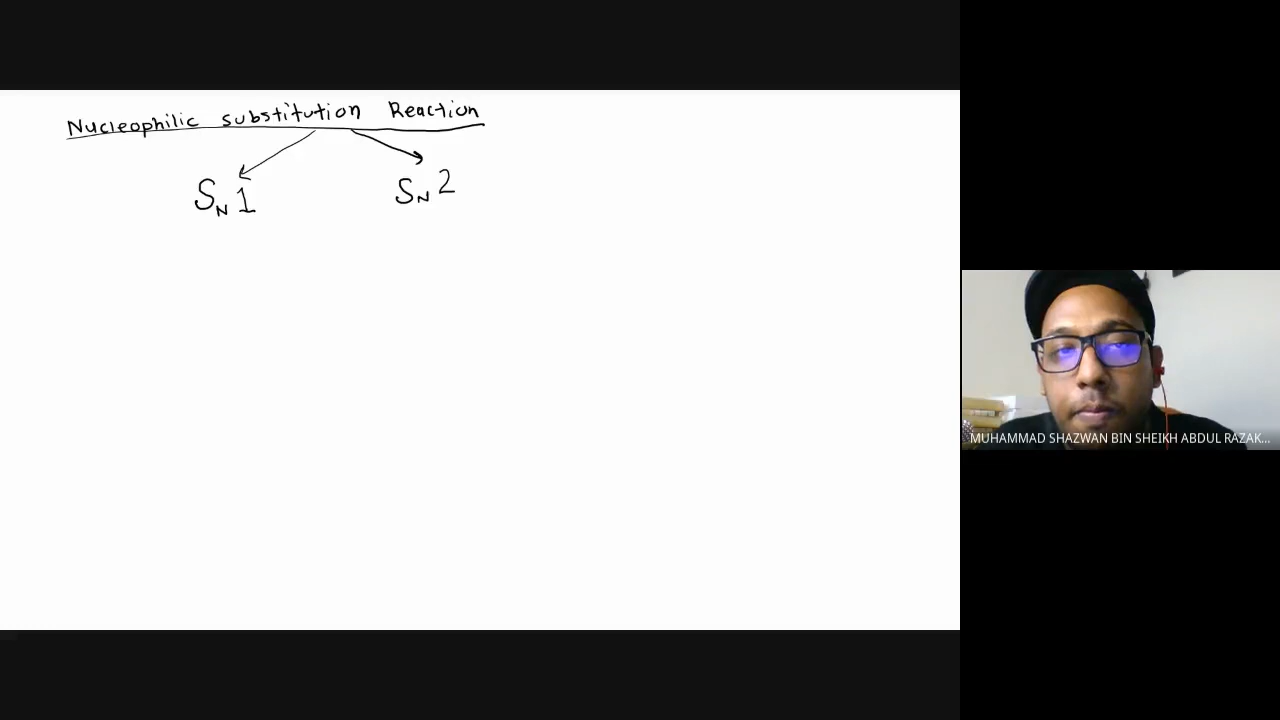 Nucleophilic substitution Reaction
SN1 SN2
MUHAMMAD SHAZWAN BIN SHEIKH ABDUL RAZAK...